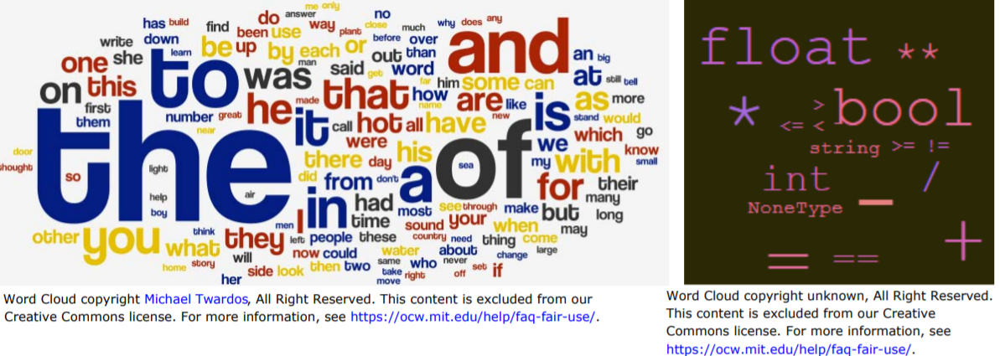 me only
has build
find
do answer
no
been use
way plant
close
much
why does any
write down
learn
be up
by each or
before over
and
one she
to
was
man
said get
out than
word
an big
on this
made
that
far
him some can
at still tell
first
them
the
number great
near
he
it
call hot all have
how
name
are like
new
is
as more
stand would
door
thought
so
light
were
there day his
of
sea
we
which go
my with
know
small
help
boy
air
did
from don't
a
for
their
many
I
in
had
time
most
see through make
but long
other
you
think
men
what
they
left people these
sound your
country need
when
thing come
may
home story
will
now could
water
about
change large
her
side look then two
same
take right
move
who never
off set if
float **
*
> bool
<= <
string >= !=
int /
NoneType -
+
= ==
Word Cloud copyright Michael Twardos, All Right Reserved. This content is excluded from our
Creative Commons license. For more information, see https://ocw.mit.edu/help/faq-fair-use/.
Word Cloud copyright unknown, All Right Reserved.
This content is excluded from our Creative
Commons license. For more information, see
https://ocw.mit.edu/help/faq-fair-use/.